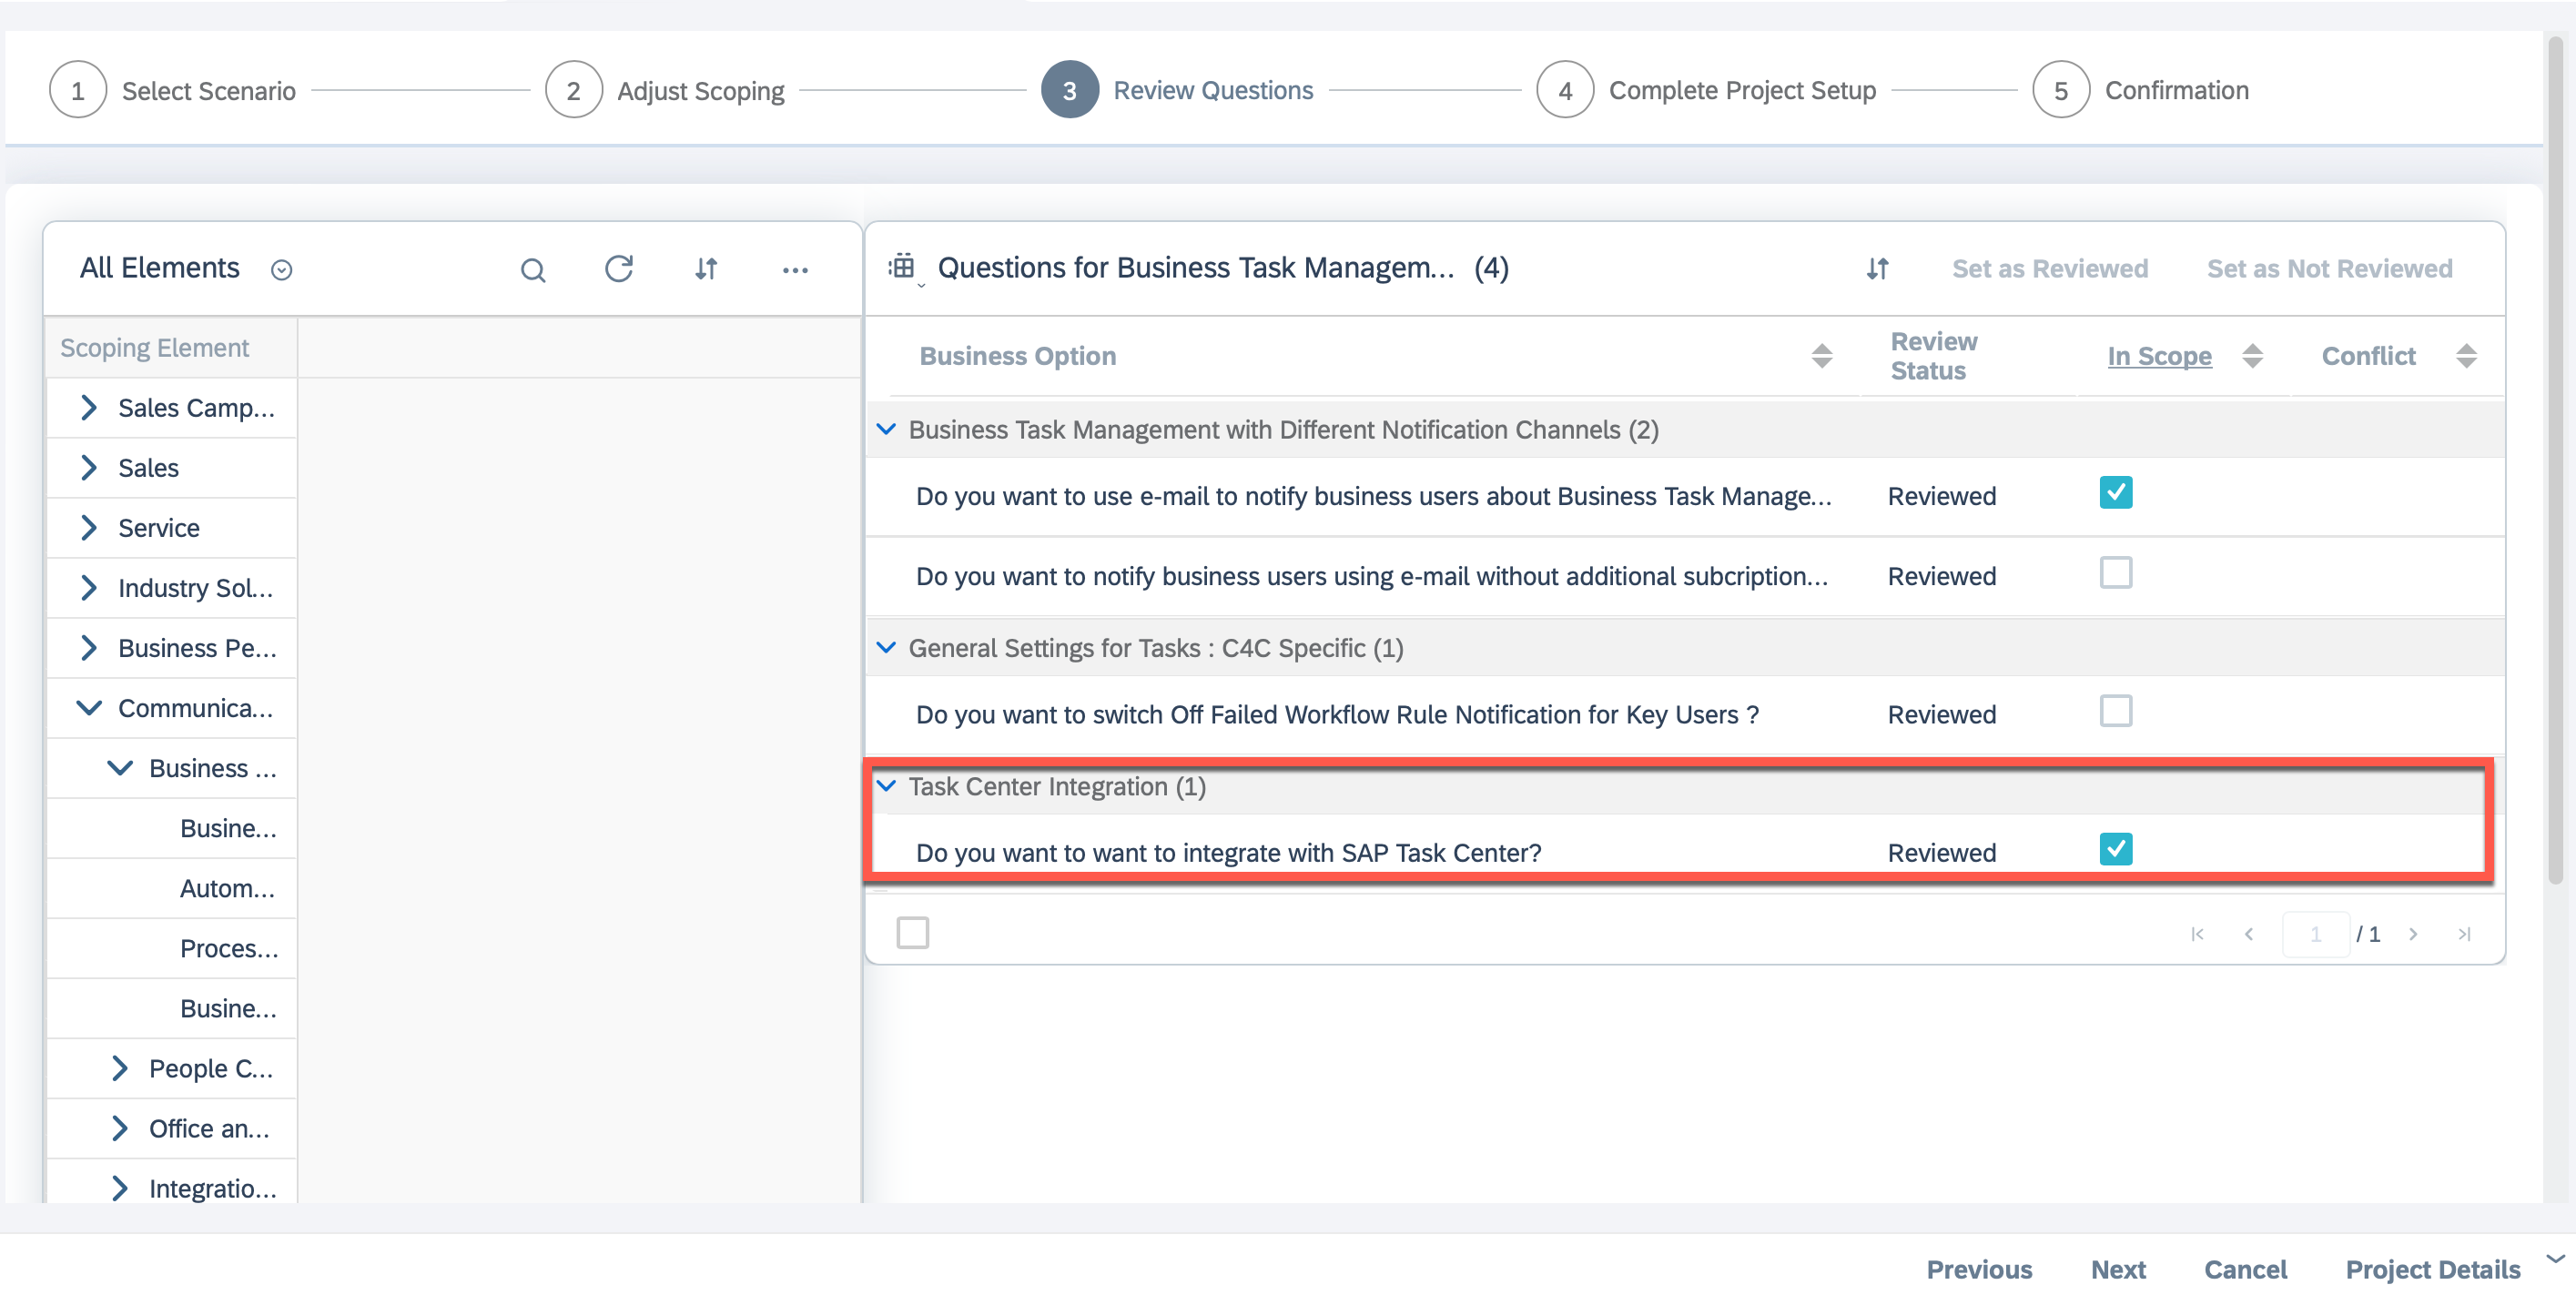 1 Select Scenario 2 Adjust Scoping 3 Review Questions 4 Complete Project Setup 5 Confirmation
All Elements
Scoping Element
Sales Camp...
Sales
Service
Industry Sol...
Business Pe...
Communica...
Business ...
Busine...
Autom...
Proces...
Busine...
People C...
Office an...
Integratio...
Questions for Business Task Managem... (4) Set as Reviewed Set as Not Reviewed
Business Option Review Status In Scope Conflict
Business Task Management with Different Notification Channels (2)
Do you want to use e-mail to notify business users about Business Task Manage... Reviewed
Do you want to notify business users using e-mail without additional subcription... Reviewed
General Settings for Tasks : C4C Specific (1)
Do you want to switch Off Failed Workflow Rule Notification for Key Users ? Reviewed
Task Center Integration (1)
Do you want to want to integrate with SAP Task Center? Reviewed
1 / 1
Previous Next Cancel Project Details